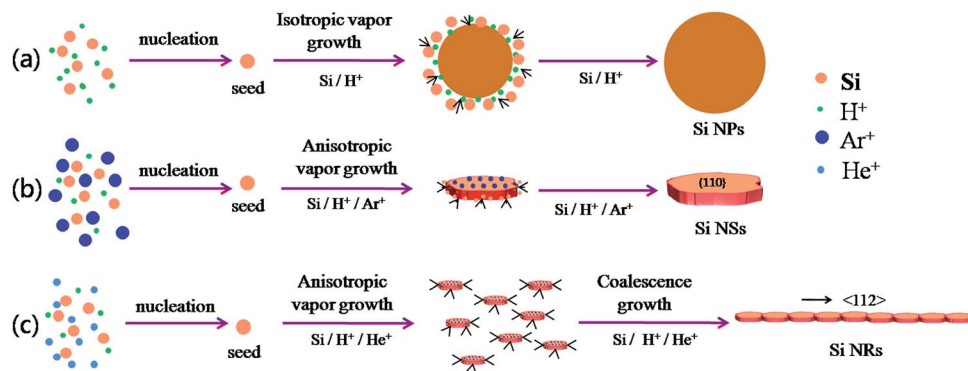 (a)
nucleation
seed
Isotropic vapor
growth
Si / H⁺
Si / H⁺
Si NPs
Si
H⁺
Ar⁺
He⁺
(b)
nucleation
seed
Anisotropic
vapor growth
Si / H⁺ / Ar⁺
Si / H⁺ / Ar⁺
{110}
Si NSs
(c)
nucleation
seed
Anisotropic
vapor growth
Si / H⁺ / He⁺
Coalescence
growth
Si / H⁺ / He⁺
<112>
Si NRs